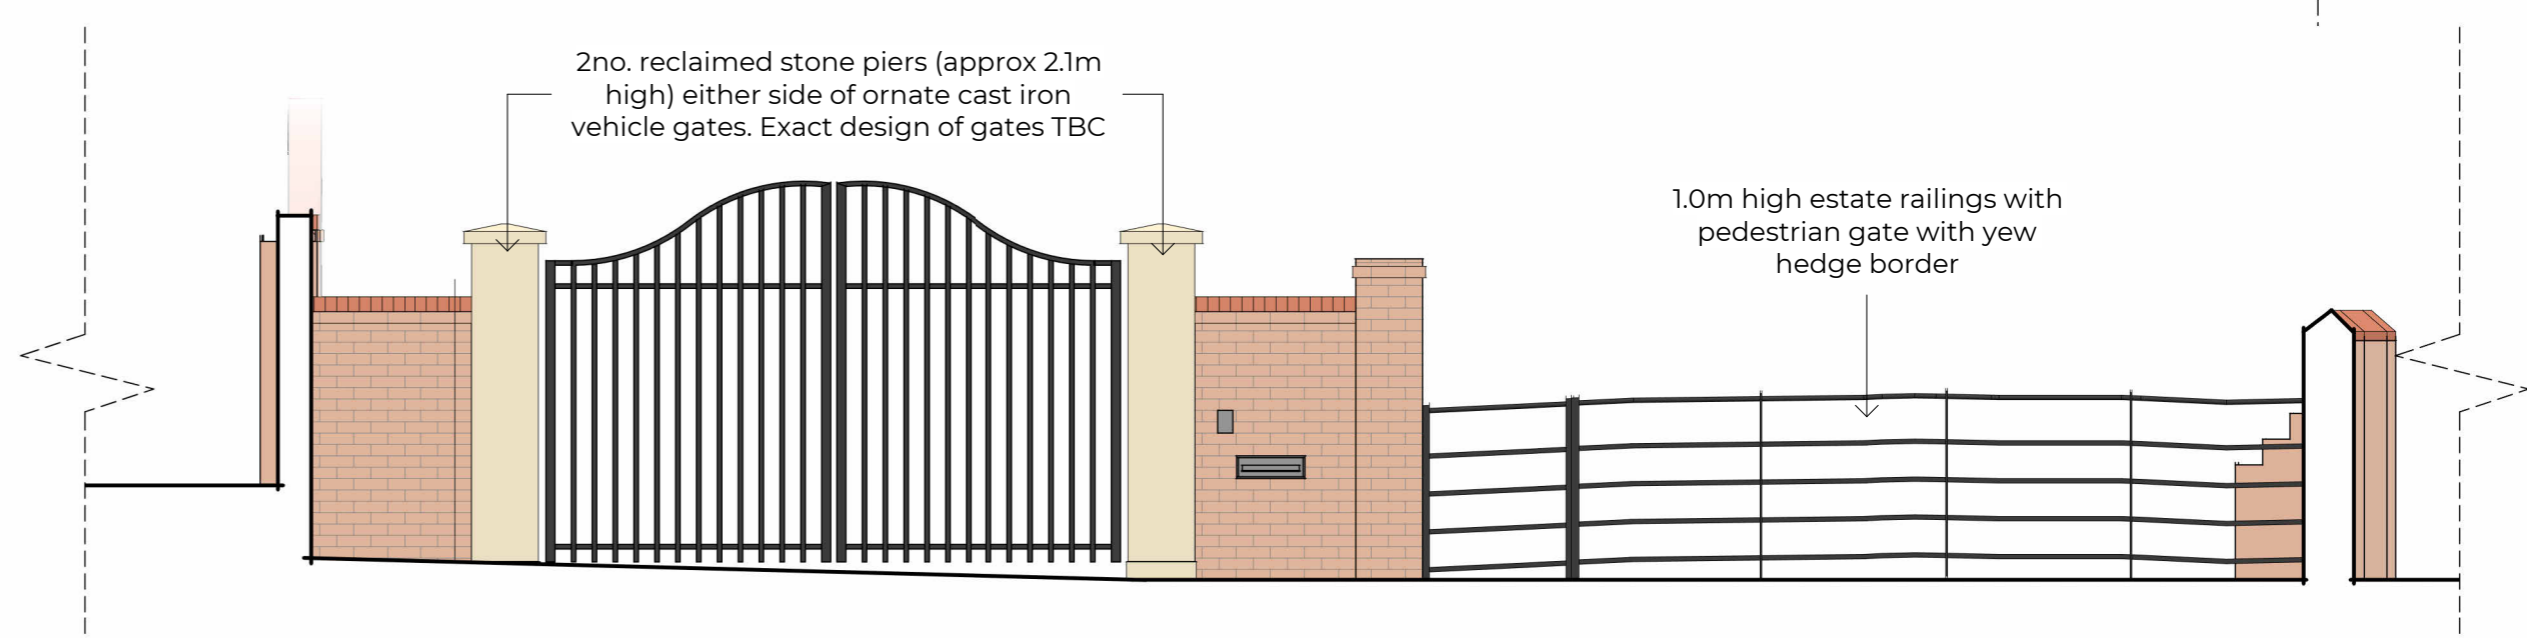 2no. reclaimed stone piers (approx 2.1m
high) either side of ornate cast iron
vehicle gates. Exact design of gates TBC
1.0m high estate railings with
pedestrian gate with yew
hedge border